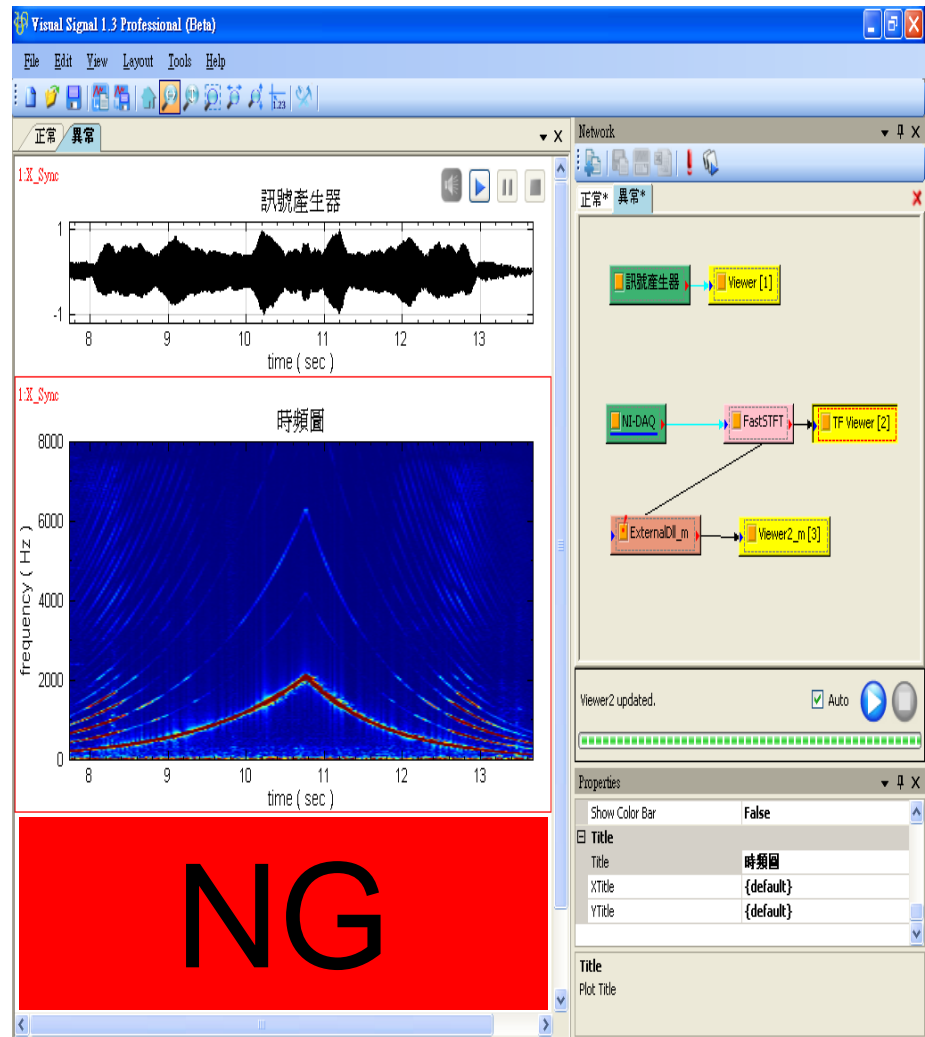 Visual Signal 1.3 Professional (Beta)
File Edit View Layout Tools Help
1.23
正常 異常
1:X_Sync
訊號產生器
1
-1
8 9 10 11 12 13
time ( sec )
1:X_Sync
時頻圖
8000
6000
4000
2000
0
frequency ( Hz )
8 9 10 11 12 13
time ( sec )
NG
Network
正常* 異常*
訊號產生器 Viewer [1]
NI-DAQ FastSTFT TF Viewer [2]
ExternalDll_m Viewer2_m [3]
Viewer2 updated. Auto
Properties
Show Color Bar False
Title
Title 時頻圖
XTitle {default}
YTitle {default}
Title
Plot Title